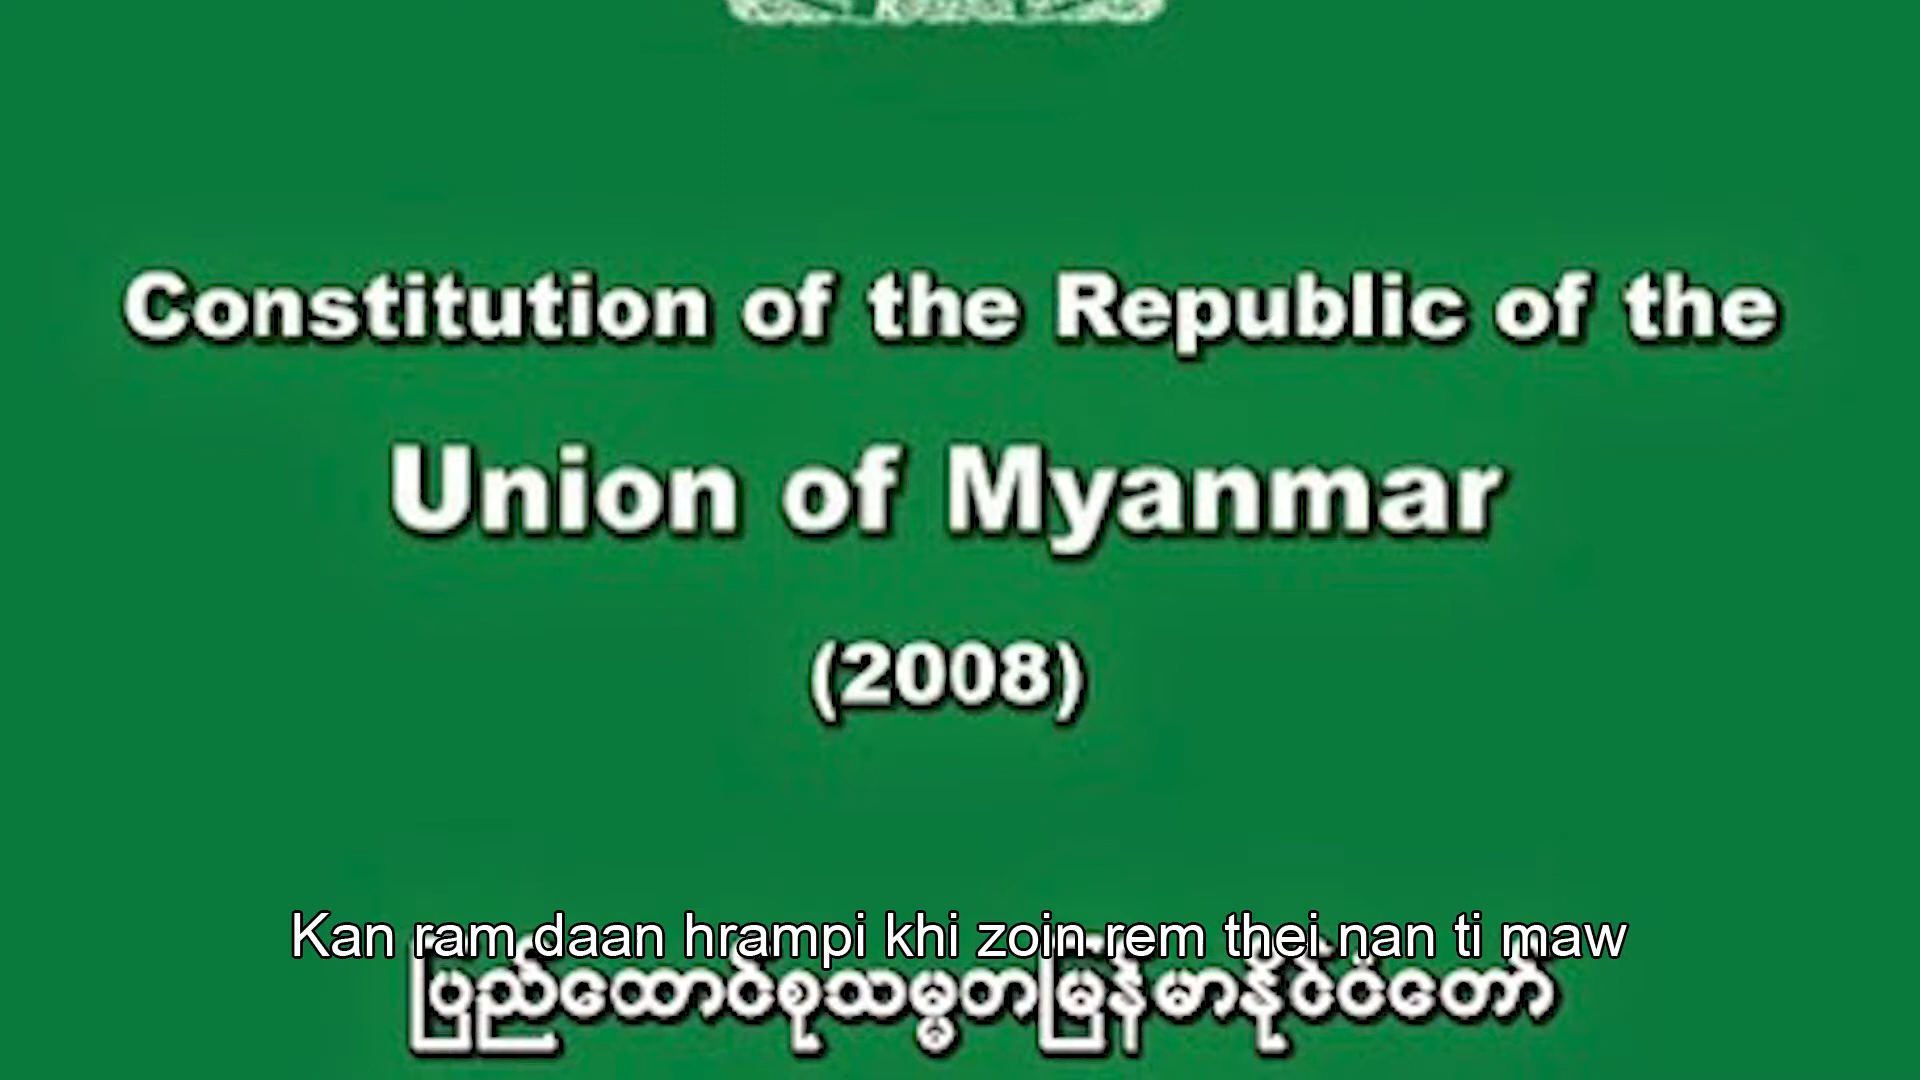 Constitution of the Republic of the
Union of Myanmar
(2008)
Kan ram daan hrampi khi zoin rem thei nan ti maw
ပြည်ထောင်စုသမ္မတမြန်မာနိုင်ငံတော်